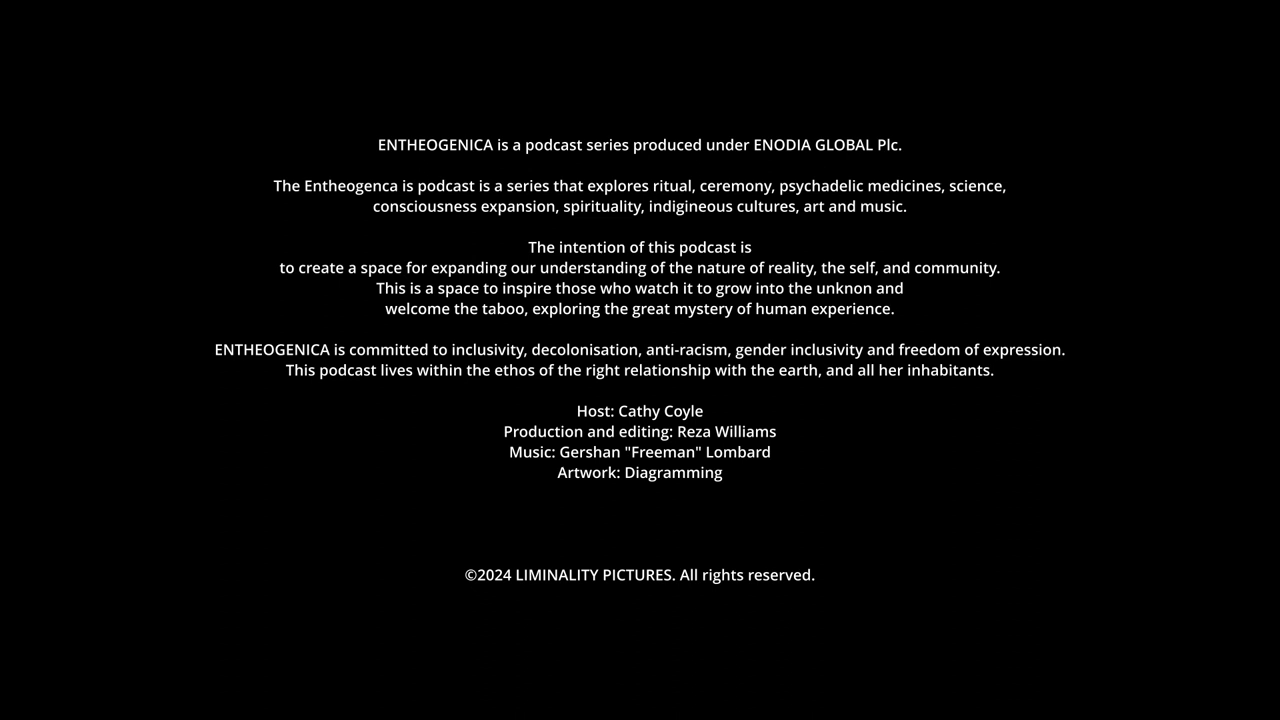 ENTHEOGENICA is a podcast series produced under ENODIA GLOBAL Plc.
The Entheogenca is podcast is a series that explores ritual, ceremony, psychadelic medicines, science,
consciousness expansion, spirituality, indigineous cultures, art and music.
The intention of this podcast is
to create a space for expanding our understanding of the nature of reality, the self, and community.
This is a space to inspire those who watch it to grow into the unknon and
welcome the taboo, exploring the great mystery of human experience.
ENTHEOGENICA is committed to inclusivity, decolonisation, anti-racism, gender inclusivity and freedom of expression.
This podcast lives within the ethos of the right relationship with the earth, and all her inhabitants.
Host: Cathy Coyle
Production and editing: Reza Williams
Music: Gershan "Freeman" Lombard
Artwork: Diagramming
©2024 LIMINALITY PICTURES. All rights reserved.